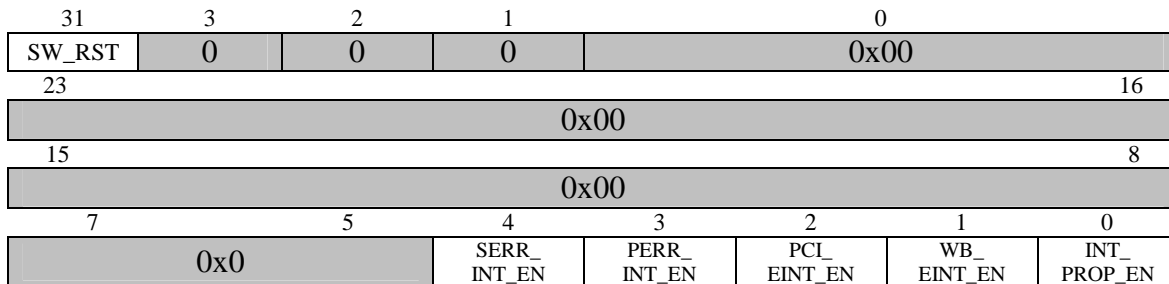 31 3 2 1 0
SW_RST 0 0 0 0x00
23 16
0x00
15 8
0x00
7 5 4 3 2 1 0
0x0 SERR_ PERR_ PCI_ WB_ INT_
INT_EN INT_EN EINT_EN EINT_EN PROP_EN